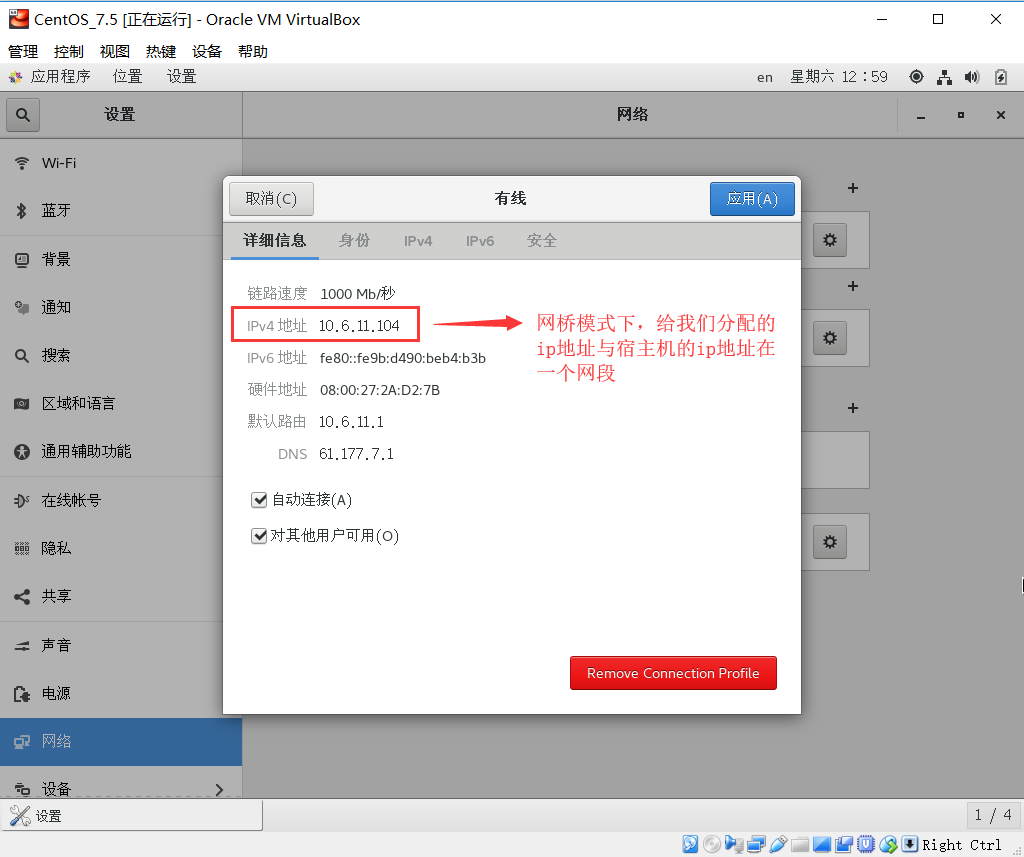 CentOS_7.5 [正在运行] - Oracle VM VirtualBox
管理 控制 视图 热键 设备 帮助
应用程序 位置 设置 en 星期六 12：59
设置 网络
Wi-Fi
蓝牙
背景
通知
搜索
区域和语言
通用辅助功能
在线帐号
隐私
共享
声音
电源
网络
设备
取消(C) 有线 应用(A)
详细信息 身份 IPv4 IPv6 安全
链路速度 1000 Mb/秒
IPv4 地址 10.6.11.104
IPv6 地址 fe80::fe9b:d490:beb4:b3b
硬件地址 08:00:27:2A:D2:7B
默认路由 10.6.11.1
DNS 61.177.7.1
网桥模式下，给我们分配的
ip地址与宿主机的ip地址在
一个网段
自动连接(A)
对其他用户可用(O)
Remove Connection Profile
设置 1 / 4
Right Ctrl